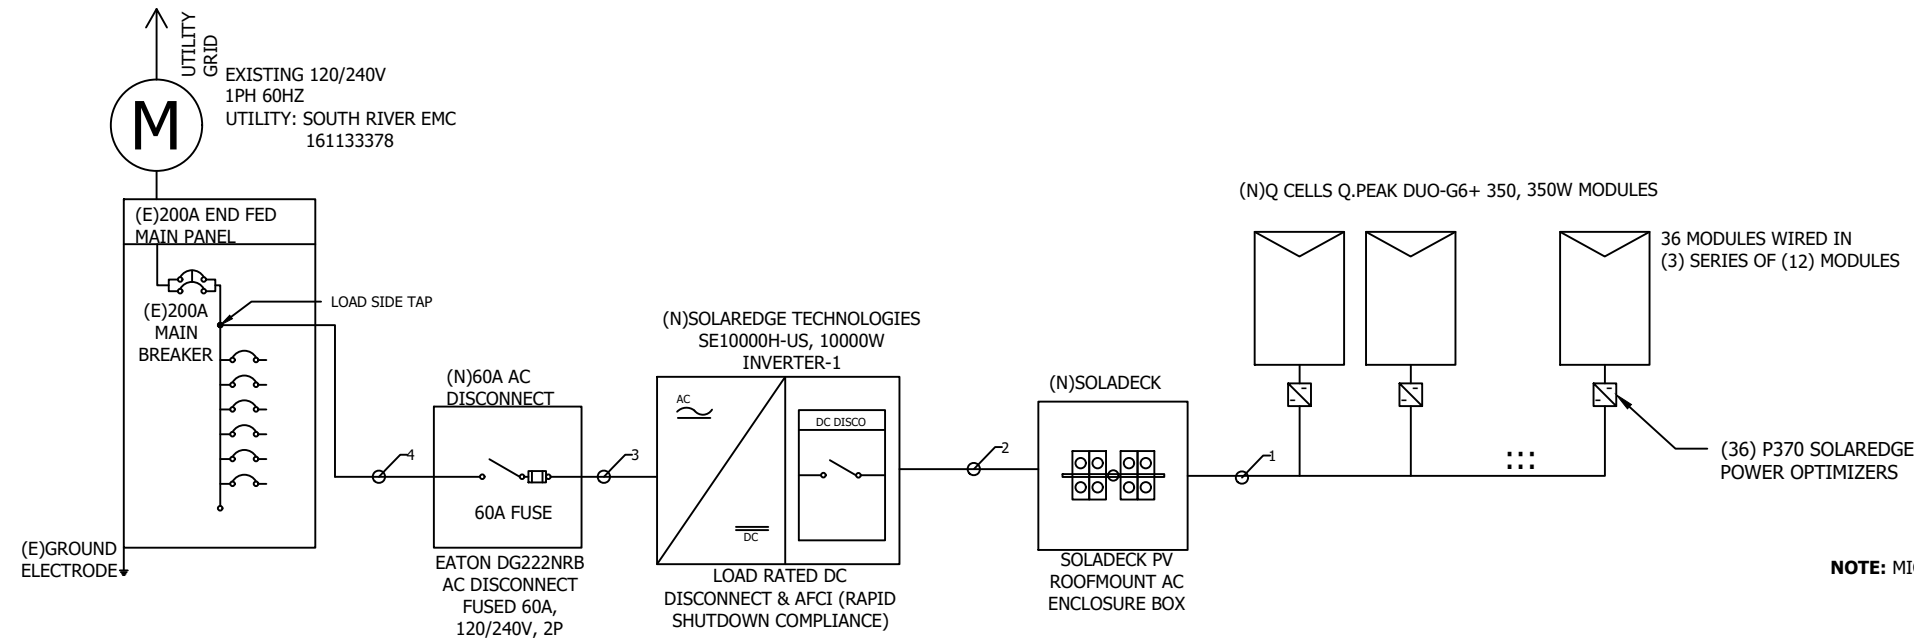 UTILITY
GRID
EXISTING 120/240V
1PH 60HZ
UTILITY: SOUTH RIVER EMC
161133378
M
(E)200A END FED
MAIN PANEL
LOAD SIDE TAP
(E)200A
MAIN
BREAKER
(E)GROUND
ELECTRODE
4
(N)60A AC
DISCONNECT
60A FUSE
EATON DG222NRB
AC DISCONNECT
FUSED 60A,
120/240V, 2P
3
(N)SOLAREDGE TECHNOLOGIES
SE10000H-US, 10000W
INVERTER-1
AC
DC
DC DISCO
LOAD RATED DC
DISCONNECT & AFCI (RAPID
SHUTDOWN COMPLIANCE)
2
(N)SOLADECK
SOLADECK PV
ROOFMOUNT AC
ENCLOSURE BOX
1
(N)Q CELLS Q.PEAK DUO-G6+ 350, 350W MODULES
36 MODULES WIRED IN
(3) SERIES OF (12) MODULES
(36) P370 SOLAREDGE
POWER OPTIMIZERS
NOTE: